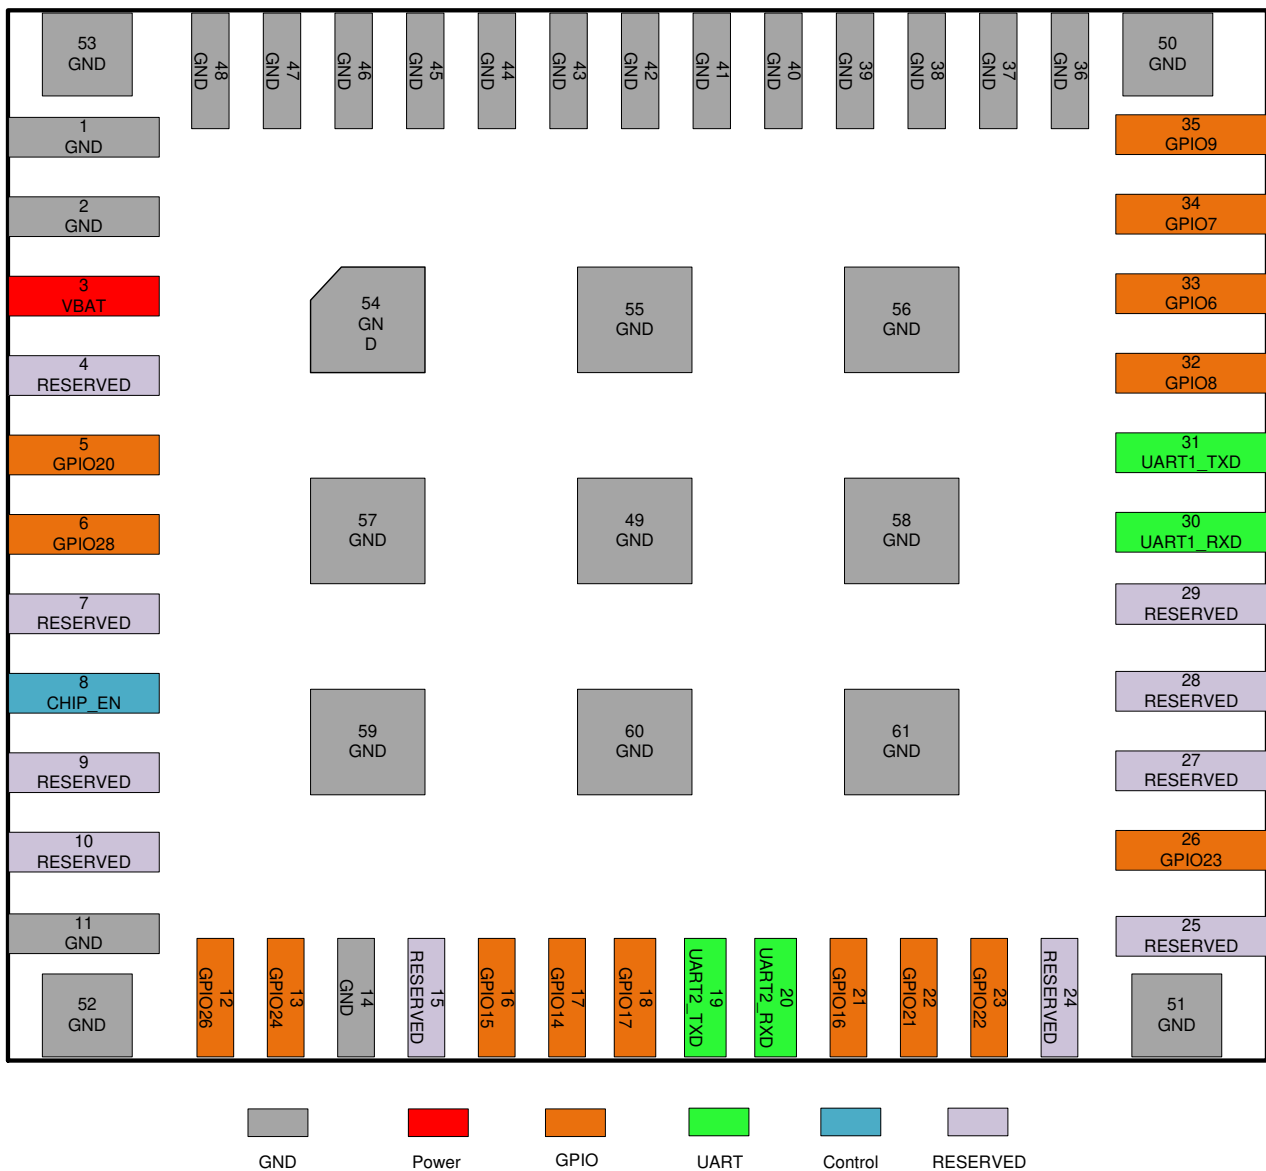 53
GND
48
GND
47
GND
46
GND
45
GND
44
GND
43
GND
42
GND
41
GND
40
GND
39
GND
38
GND
37
GND
36
GND
50
GND
1
GND
2
GND
3
VBAT
4
RESERVED
5
GPIO20
6
GPIO28
7
RESERVED
8
CHIP_EN
9
RESERVED
10
RESERVED
11
GND
52
GND
54
GN
D
55
GND
56
GND
57
GND
49
GND
58
GND
59
GND
60
GND
61
GND
35
GPIO9
34
GPIO7
33
GPIO6
32
GPIO8
31
UART1_TXD
30
UART1_RXD
29
RESERVED
28
RESERVED
27
RESERVED
26
GPIO23
25
RESERVED
12
GPIO26
13
GPIO24
14
GND
15
RESERVED
16
GPIO15
17
GPIO14
18
GPIO17
19
UART2_TXD
20
UART2_RXD
21
GPIO16
22
GPIO21
23
GPIO22
24
RESERVED
51
GND
GND
Power
GPIO
UART
Control
RESERVED